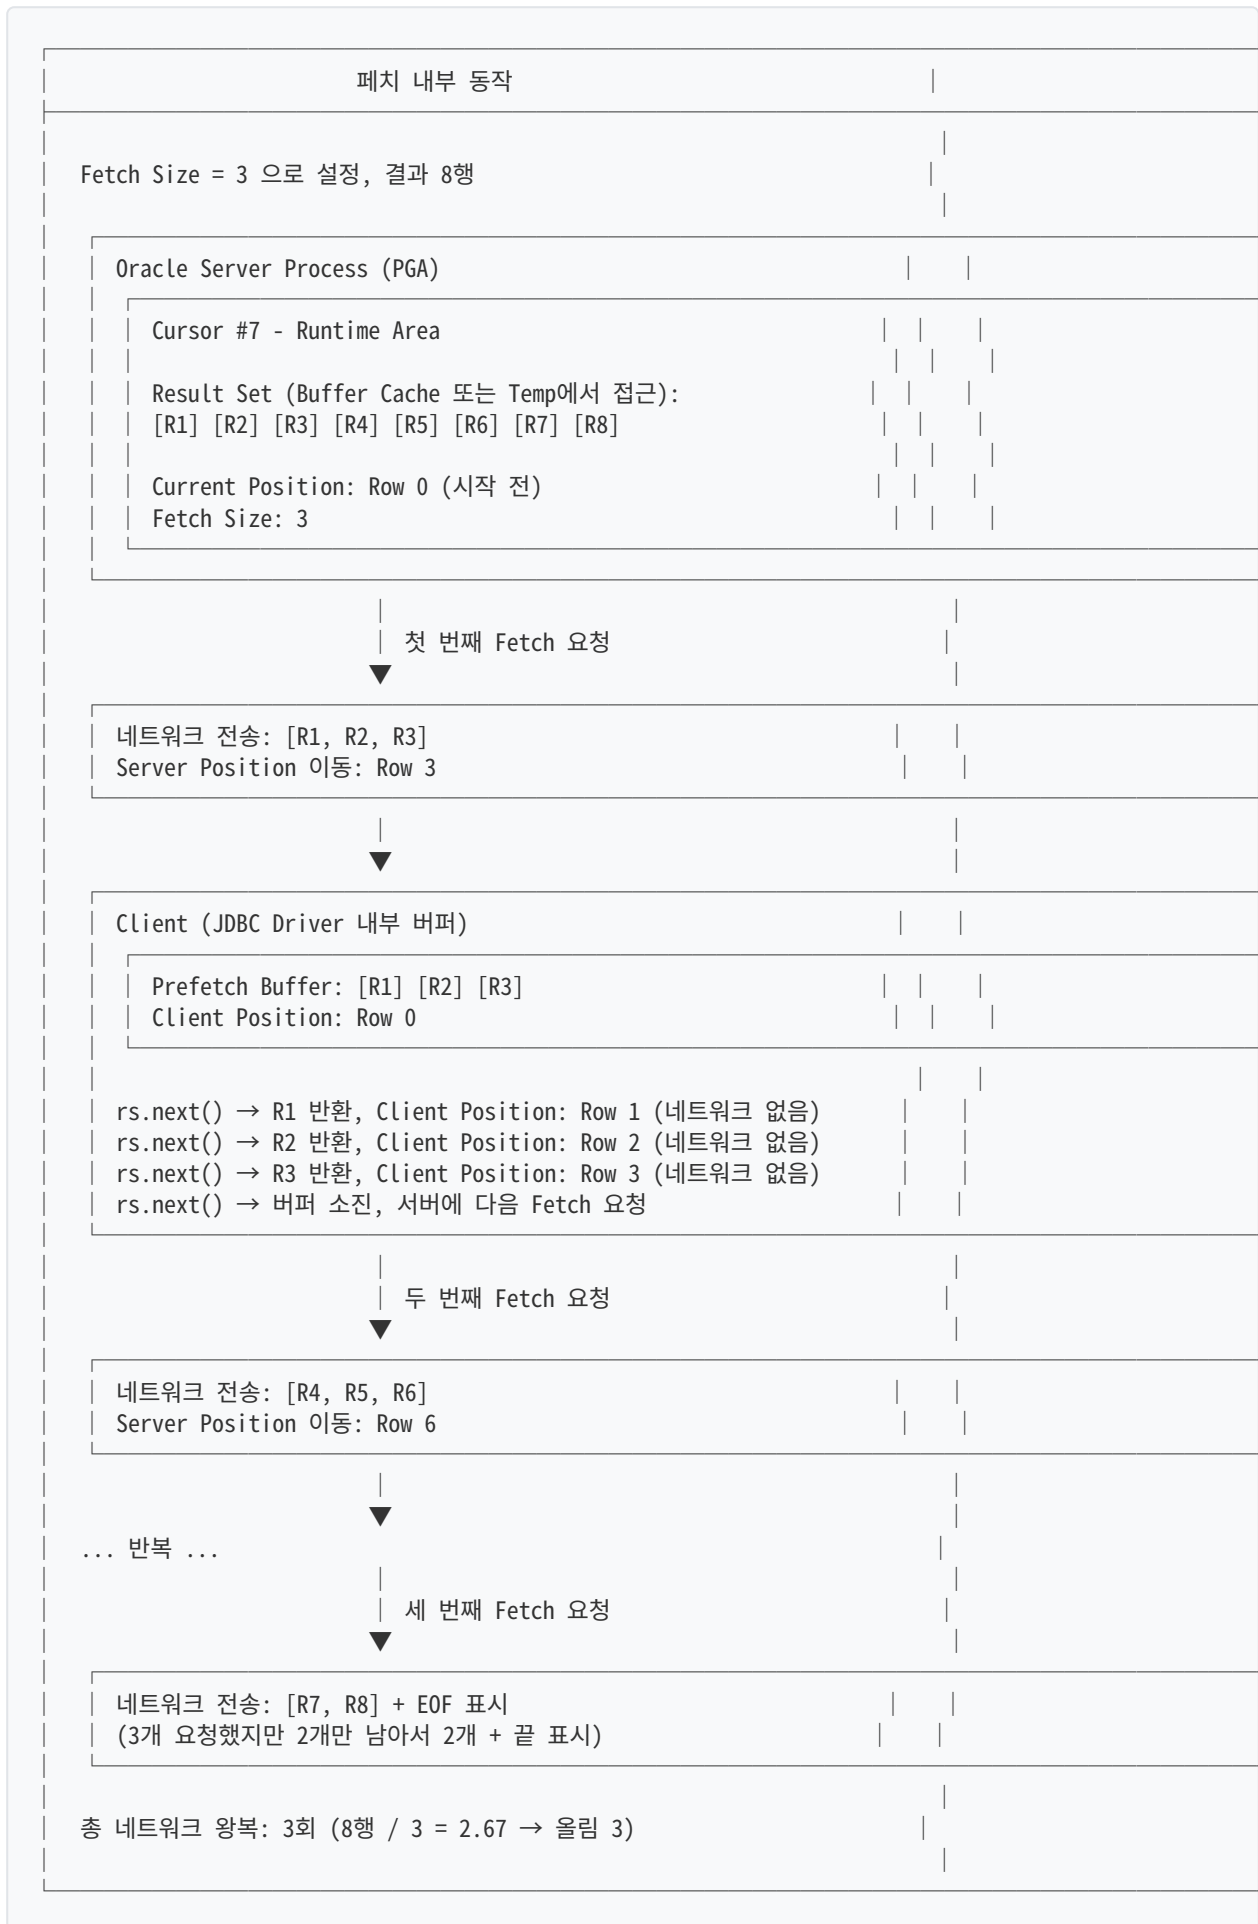 페치 내부 동작
Fetch Size = 3 으로 설정, 결과 8행
Oracle Server Process (PGA)
Cursor #7 - Runtime Area
Result Set (Buffer Cache 또는 Temp에서 접근):
[R1] [R2] [R3] [R4] [R5] [R6] [R7] [R8]
Current Position: Row 0 (시작 전)
Fetch Size: 3
첫 번째 Fetch 요청
▼
네트워크 전송: [R1, R2, R3]
Server Position 이동: Row 3
▼
Client (JDBC Driver 내부 버퍼)
Prefetch Buffer: [R1] [R2] [R3]
Client Position: Row 0
rs.next() → R1 반환, Client Position: Row 1 (네트워크 없음)
rs.next() → R2 반환, Client Position: Row 2 (네트워크 없음)
rs.next() → R3 반환, Client Position: Row 3 (네트워크 없음)
rs.next() → 버퍼 소진, 서버에 다음 Fetch 요청
두 번째 Fetch 요청
▼
네트워크 전송: [R4, R5, R6]
Server Position 이동: Row 6
▼
... 반복 ...
세 번째 Fetch 요청
▼
네트워크 전송: [R7, R8] + EOF 표시
(3개 요청했지만 2개만 남아서 2개 + 끝 표시)
총 네트워크 왕복: 3회 (8행 / 3 = 2.67 → 올림 3)